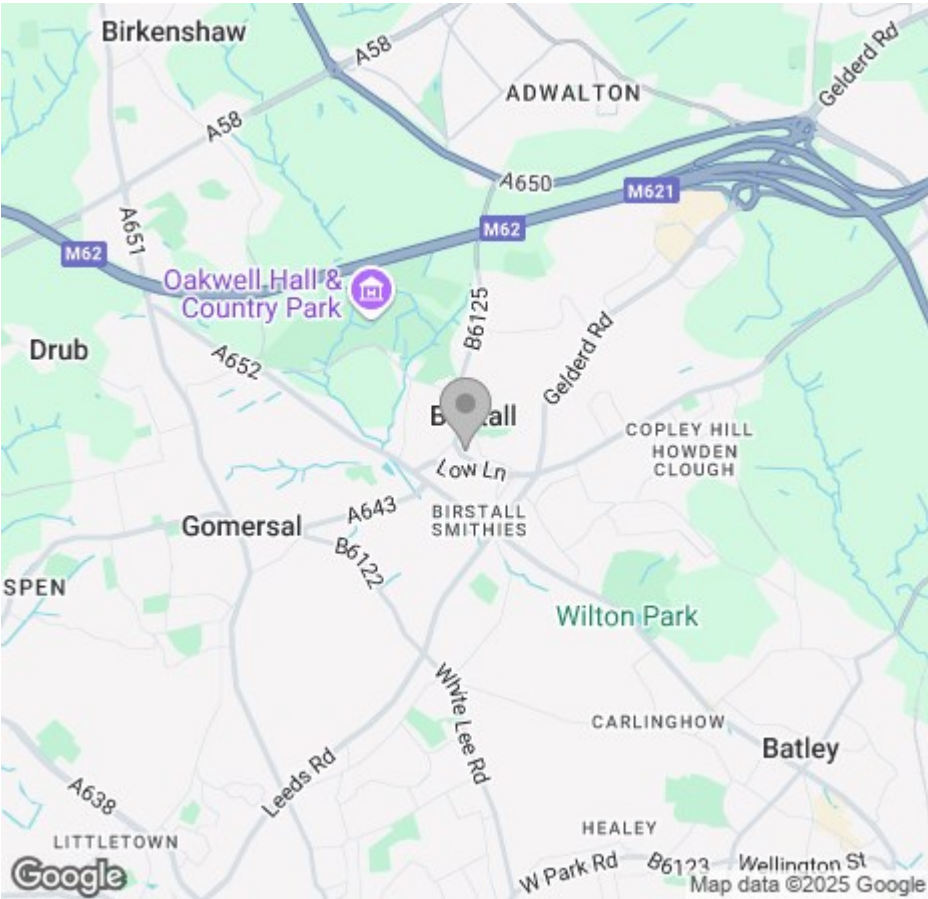 Birkenshaw
A58
ADWALTON
Gelderd Rd
A58
A650
M621
A651
M62
M62
Oakwell Hall &
Country Park
B6125
Drub
A652
Gelderd Rd
COPLEY HILL
HOWDEN
CLOUGH
Low Ln
A643
BIRSTALL
SMITHIES
Gomersal
B6122
SPEN
Wilton Park
White Lee Rd
CARLINGHOW
Batley
Leeds Rd
A638
LITTLETOWN
HEALEY
W Park Rd
B6123
Wellington St
Google
Map data ©2025 Google